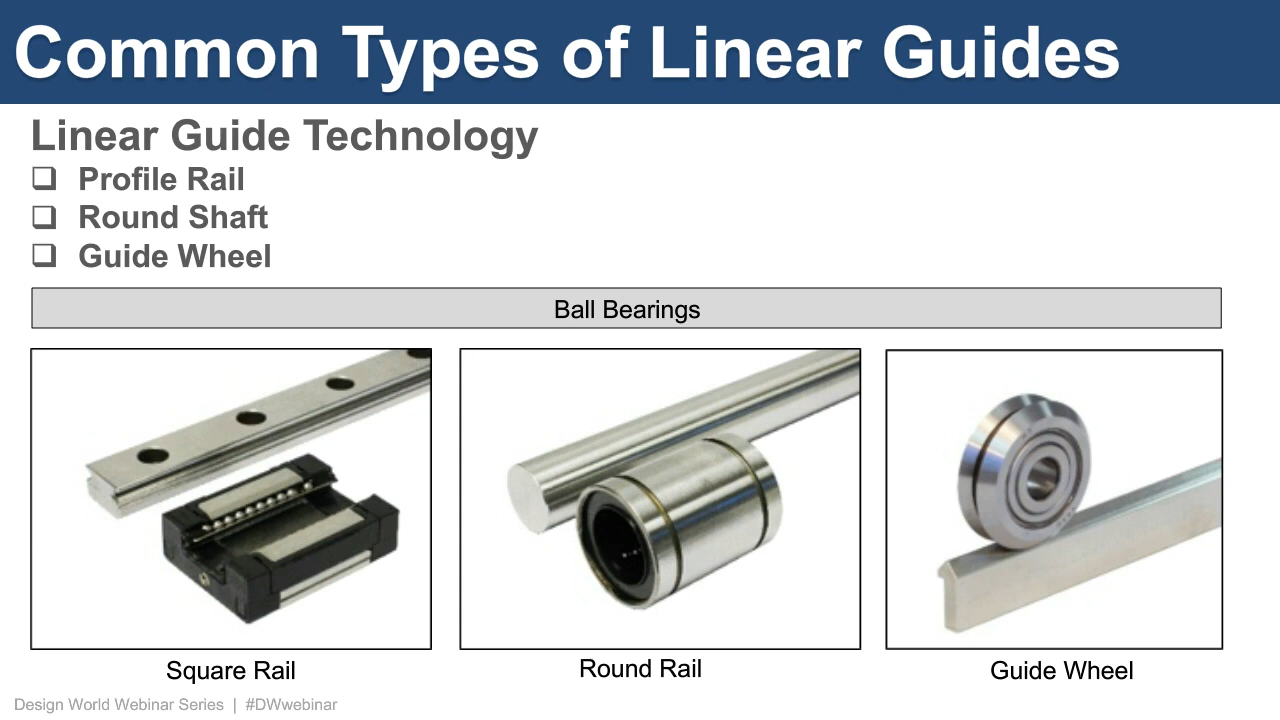 Common Types of Linear Guides
Linear Guide Technology
❑ Profile Rail
❑ Round Shaft
❑ Guide Wheel
Ball Bearings
Square Rail
Round Rail
Guide Wheel
Design World Webinar Series | #DWwebinar